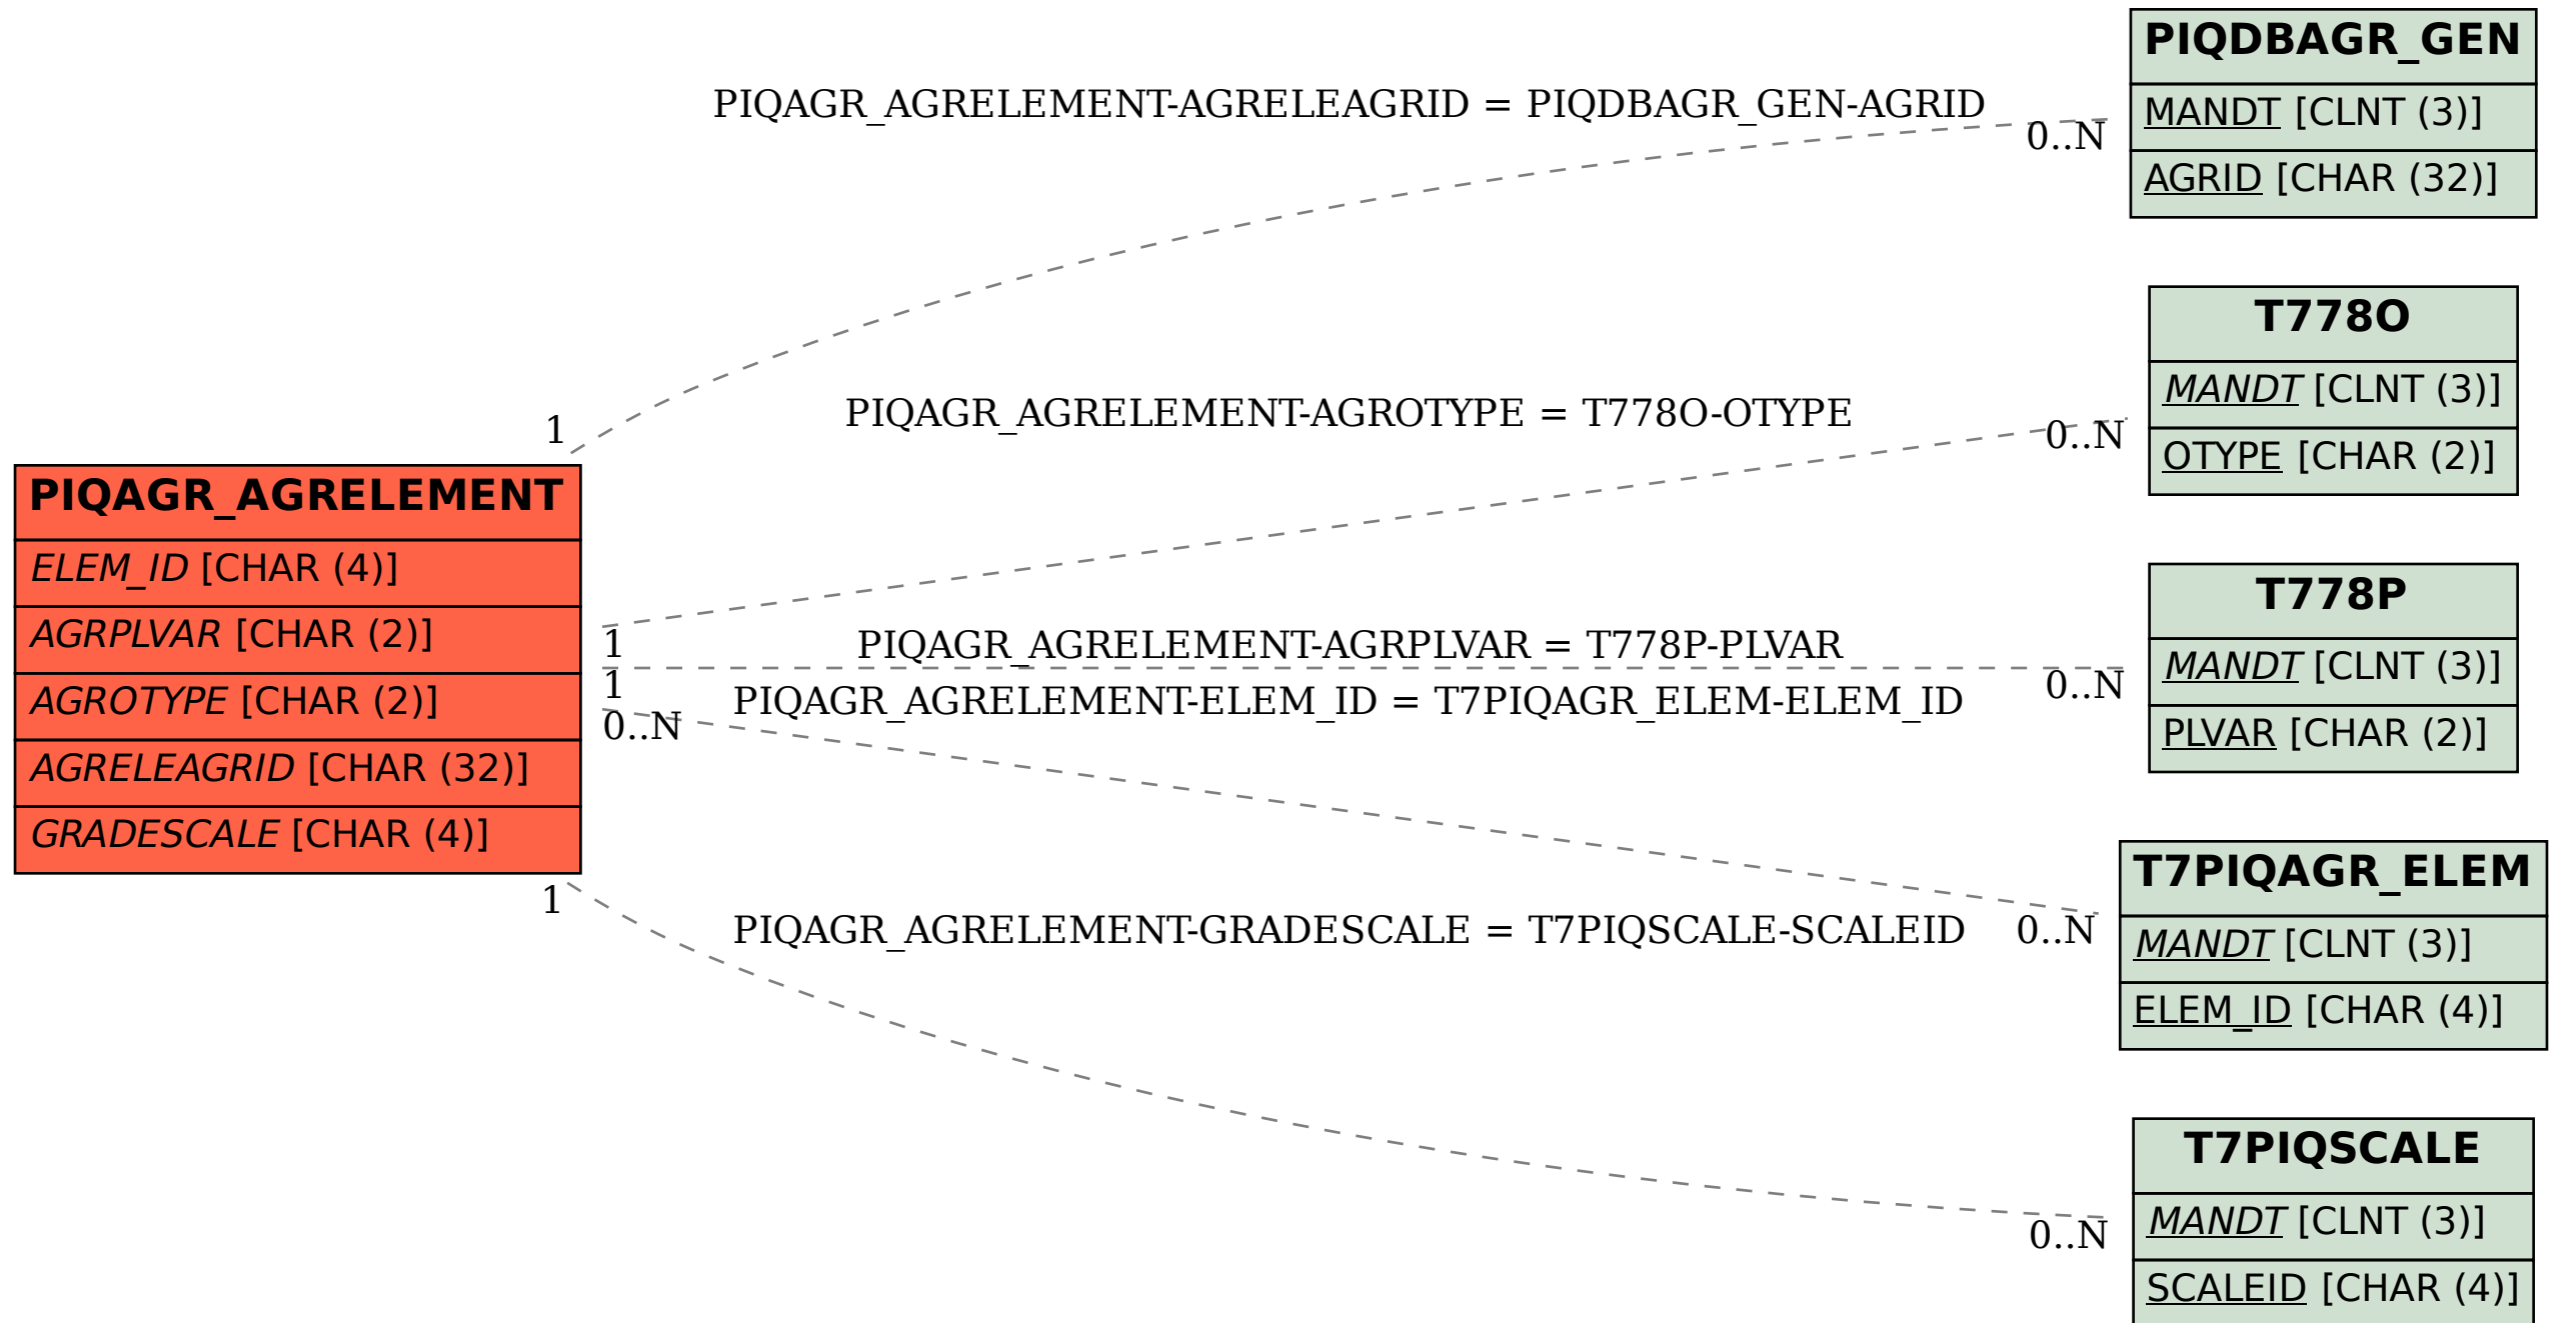 PIQDBAGR_GEN
MANDT [CLNT (3)]
AGRID [CHAR (32)]
PIQAGR_AGRELEMENT-AGRELEAGRID = PIQDBAGR_GEN-AGRID
0..N
1
T778O
MANDT [CLNT (3)]
OTYPE [CHAR (2)]
PIQAGR_AGRELEMENT-AGROTYPE = T778O-OTYPE
0..N
1
PIQAGR_AGRELEMENT
ELEM_ID [CHAR (4)]
AGRPLVAR [CHAR (2)]
AGROTYPE [CHAR (2)]
AGRELEAGRID [CHAR (32)]
GRADESCALE [CHAR (4)]
T778P
MANDT [CLNT (3)]
PLVAR [CHAR (2)]
PIQAGR_AGRELEMENT-AGRPLVAR = T778P-PLVAR
1
0..N
PIQAGR_AGRELEMENT-ELEM_ID = T7PIQAGR_ELEM-ELEM_ID
0..N
0..N
T7PIQAGR_ELEM
MANDT [CLNT (3)]
ELEM_ID [CHAR (4)]
PIQAGR_AGRELEMENT-GRADESCALE = T7PIQSCALE-SCALEID
1
0..N
T7PIQSCALE
MANDT [CLNT (3)]
SCALEID [CHAR (4)]